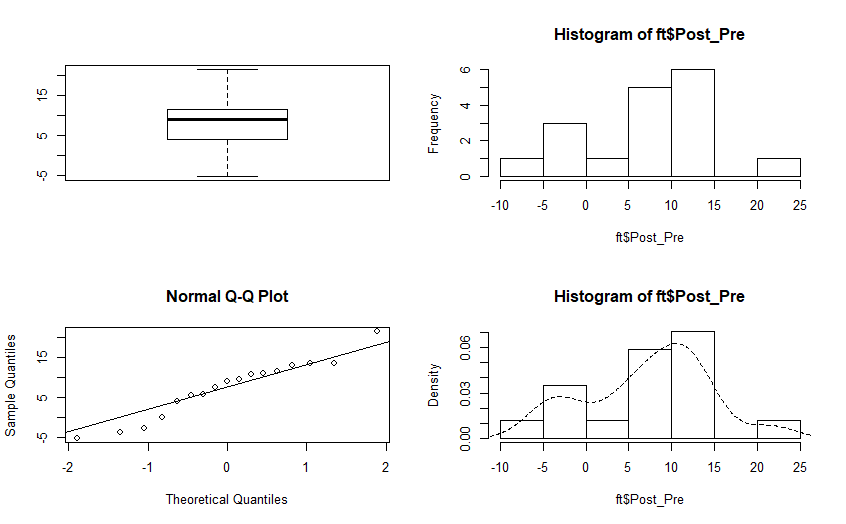 -5 5 15
Histogram of ft$Post_Pre
Frequency
0 2 4 6
-10 -5 0 5 10 15 20 25
ft$Post_Pre
Normal Q-Q Plot
Sample Quantiles
-5 5 15
-2 -1 0 1 2
Theoretical Quantiles
Histogram of ft$Post_Pre
Density
0.00 0.03 0.06
-10 -5 0 5 10 15 20 25
ft$Post_Pre